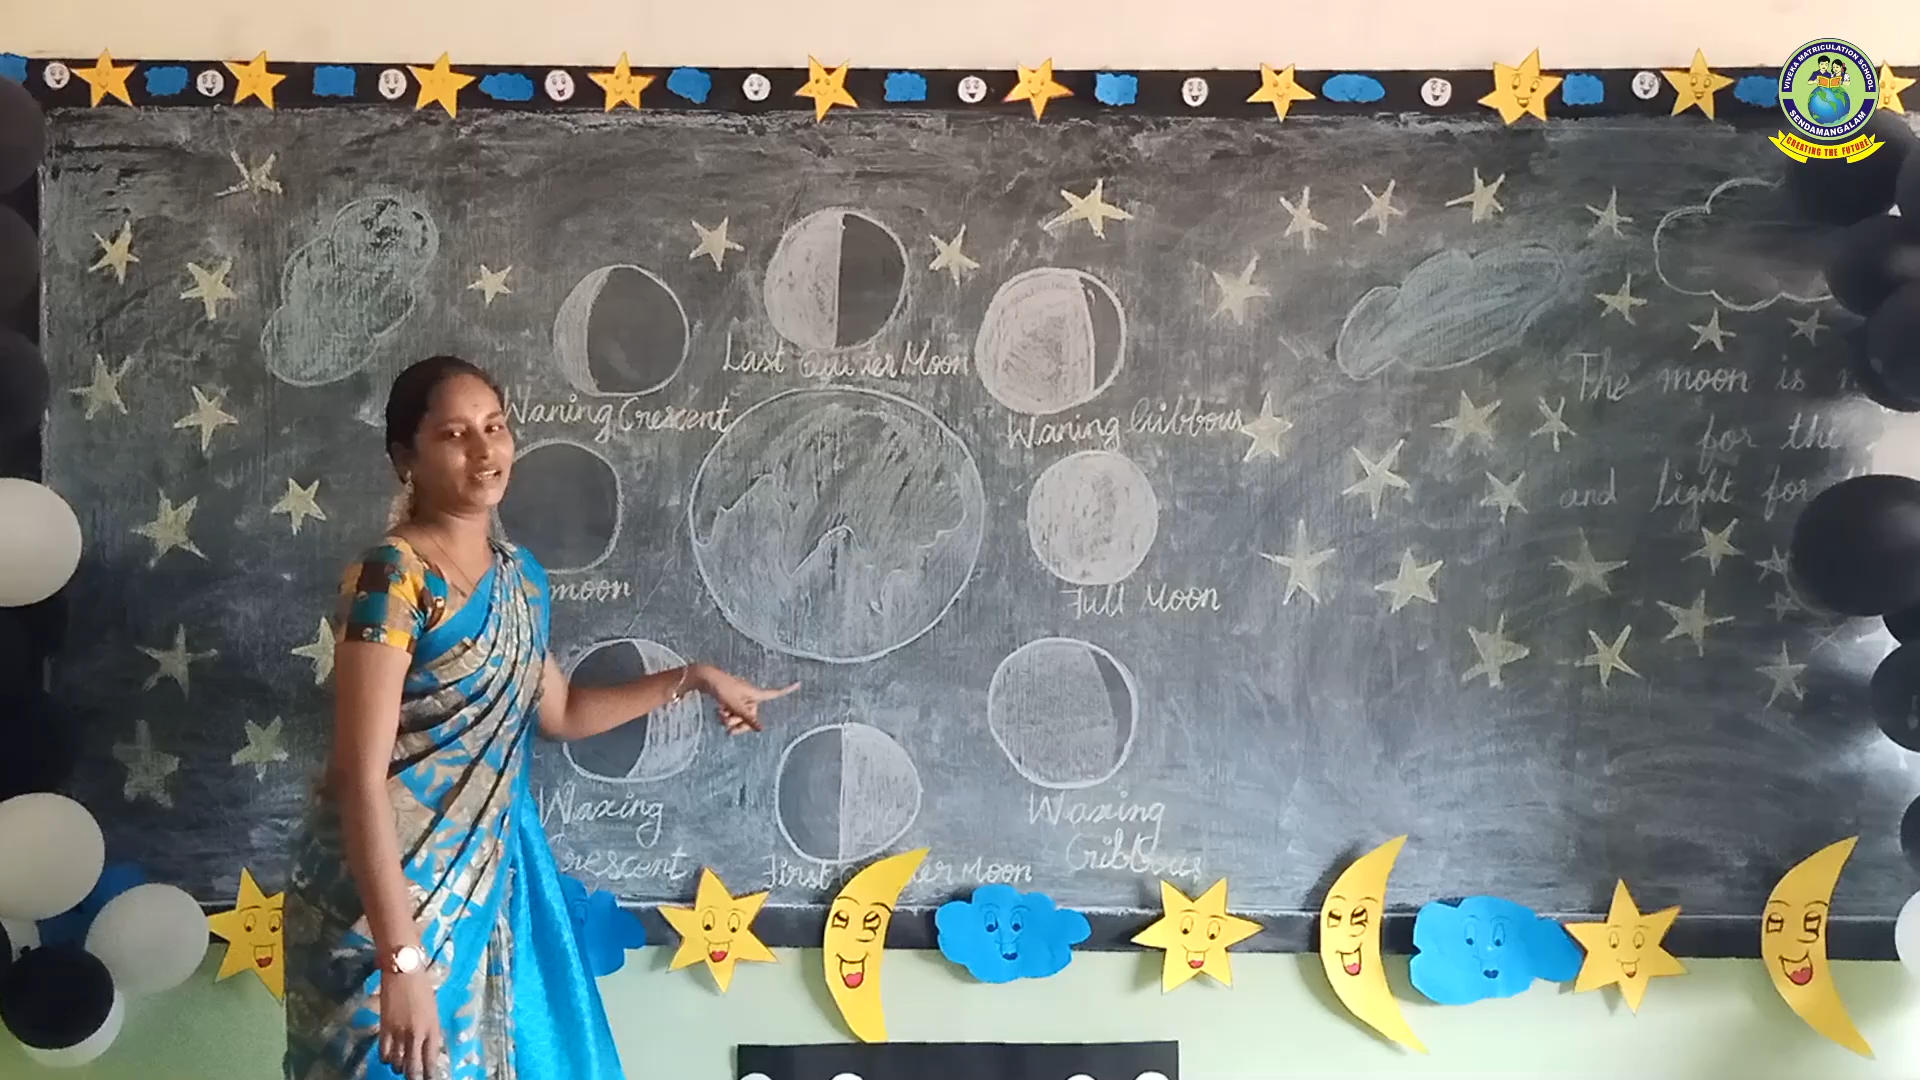 VIVEKA MATRICULATION SCHOOL
SENDAMANGALAM
CREATING THE FUTURE
Last Quarter Moon
Waning Crescent
Waning Gibbous
The moon is
for the
and light for
moon
Full Moon
Waxing
Crescent
First Moon
Waxing
Gibbous